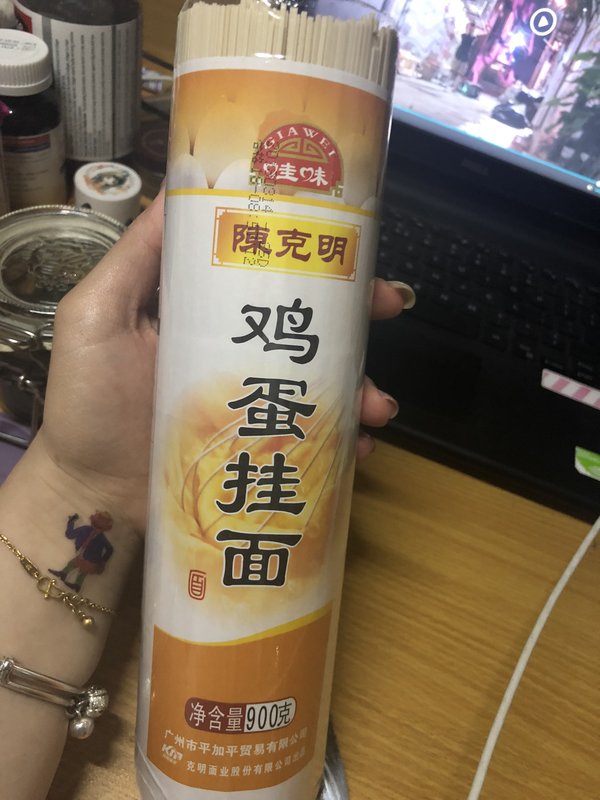 GIAWEI
佳味
陳克明
鸡蛋挂面
净含量900克
广州市平加平贸易有限公司
克明面业股份有限公司出品